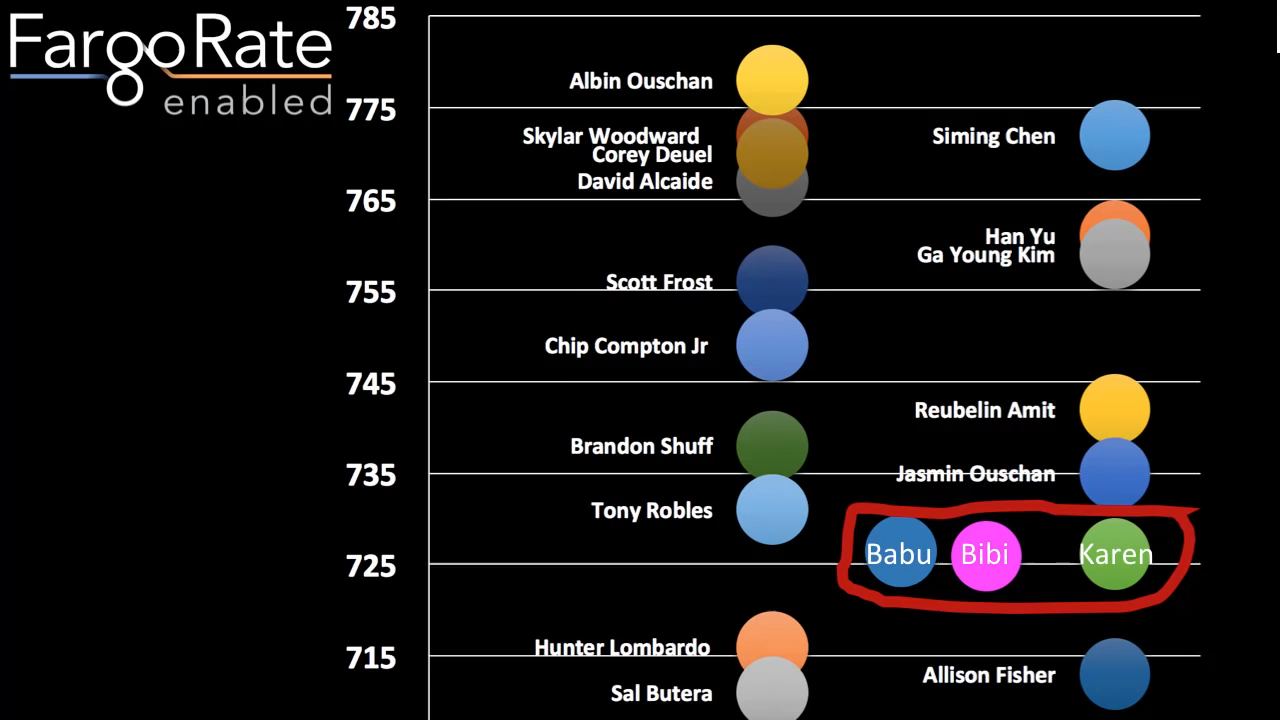 FargoRate
enabled
785
Albin Ouschan
775
Skylar Woodward
Siming Chen
Corey Deuel
David Alcaide
765
Han Yu
Ga Young Kim
Scott Frost
755
Chip Compton Jr
745
Reubelin Amit
Brandon Shuff
735
Jasmin Ouschan
Tony Robles
Babu Bibi Karen
725
Hunter Lombardo
715
Allison Fisher
Sal Butera